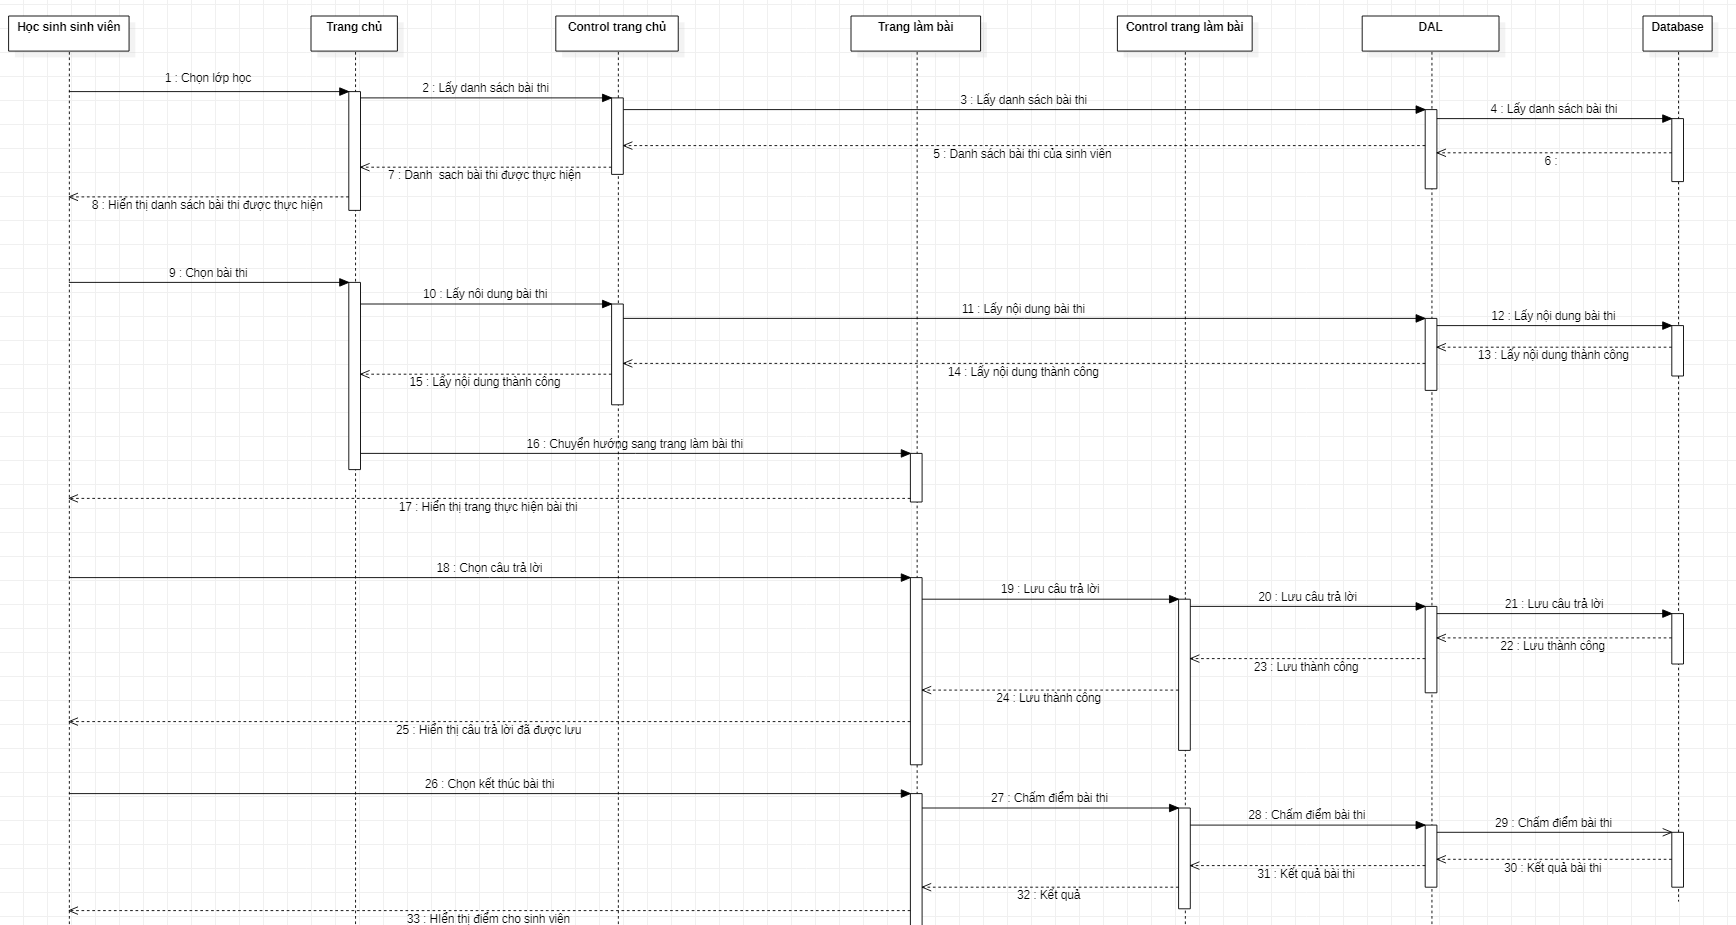 Học sinh sinh viên
Trang chủ
Control trang chủ
Trang làm bài
Control trang làm bài
DAL
Database
1 : Chọn lớp học
2 : Lấy danh sách bài thi
3 : Lấy danh sách bài thi
4 : Lấy danh sách bài thi
5 : Danh sách bài thi của sinh viên
6 :
7 : Danh  sach bài thi được thực hiện
8 : Hiển thị danh sách bài thi được thực hiện
9 : Chọn bài thi
10 : Lấy nôi dung bài thi
11 : Lấy nội dung bài thi
12 : Lấy nội dung bài thi
13 : Lấy nội dung thành công
14 : Lấy nội dung thành công
15 : Lấy nội dung thành công
16 : Chuyển hướng sang trang làm bài thi
17 : Hiển thị trang thực hiện bài thi
18 : Chọn câu trả lời
19 : Lưu câu trả lời
20 : Lưu câu trả lời
21 : Lưu câu trả lời
22 : Lưu thành công
23 : Lưu thành công
24 : Lưu thành công
25 : Hiển thị câu trả lời đã được lưu
26 : Chọn kết thúc bài thi
27 : Chấm điểm bài thi
28 : Chấm điểm bài thi
29 : Chấm điểm bài thi
30 : Kết quả bài thi
31 : Kết quả bài thi
32 : Kết quả
33 : Hiển thị điểm cho sinh viên